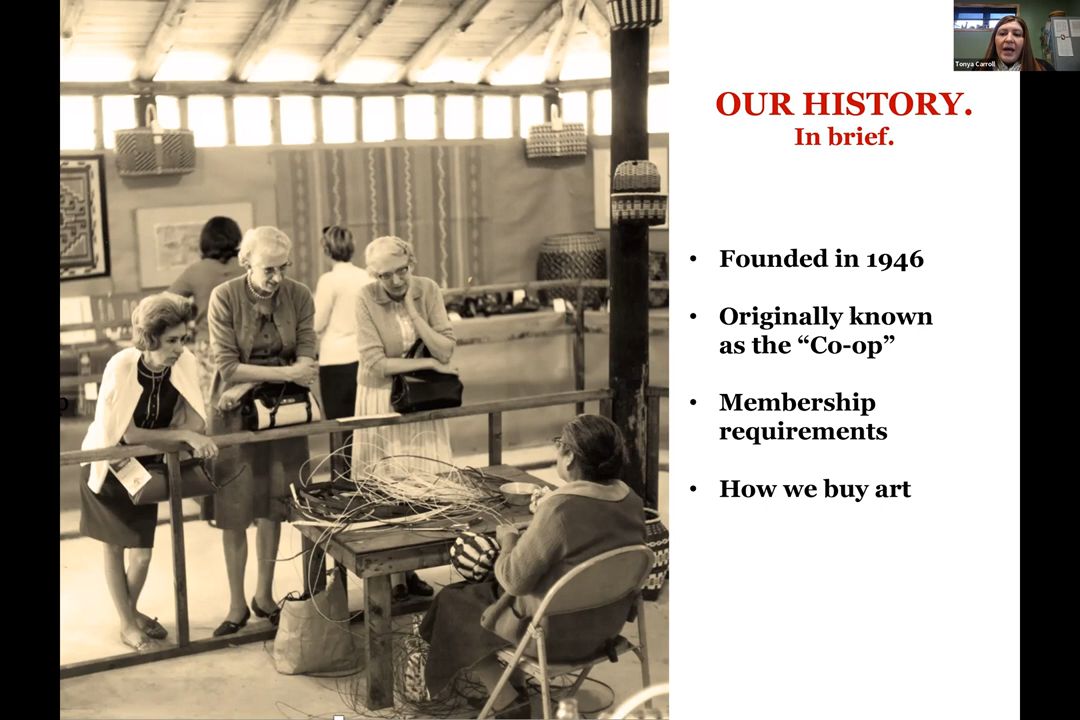 Tonya Carroll
OUR HISTORY.
In brief.
• Founded in 1946
• Originally known
as the “Co-op”
• Membership
requirements
• How we buy art